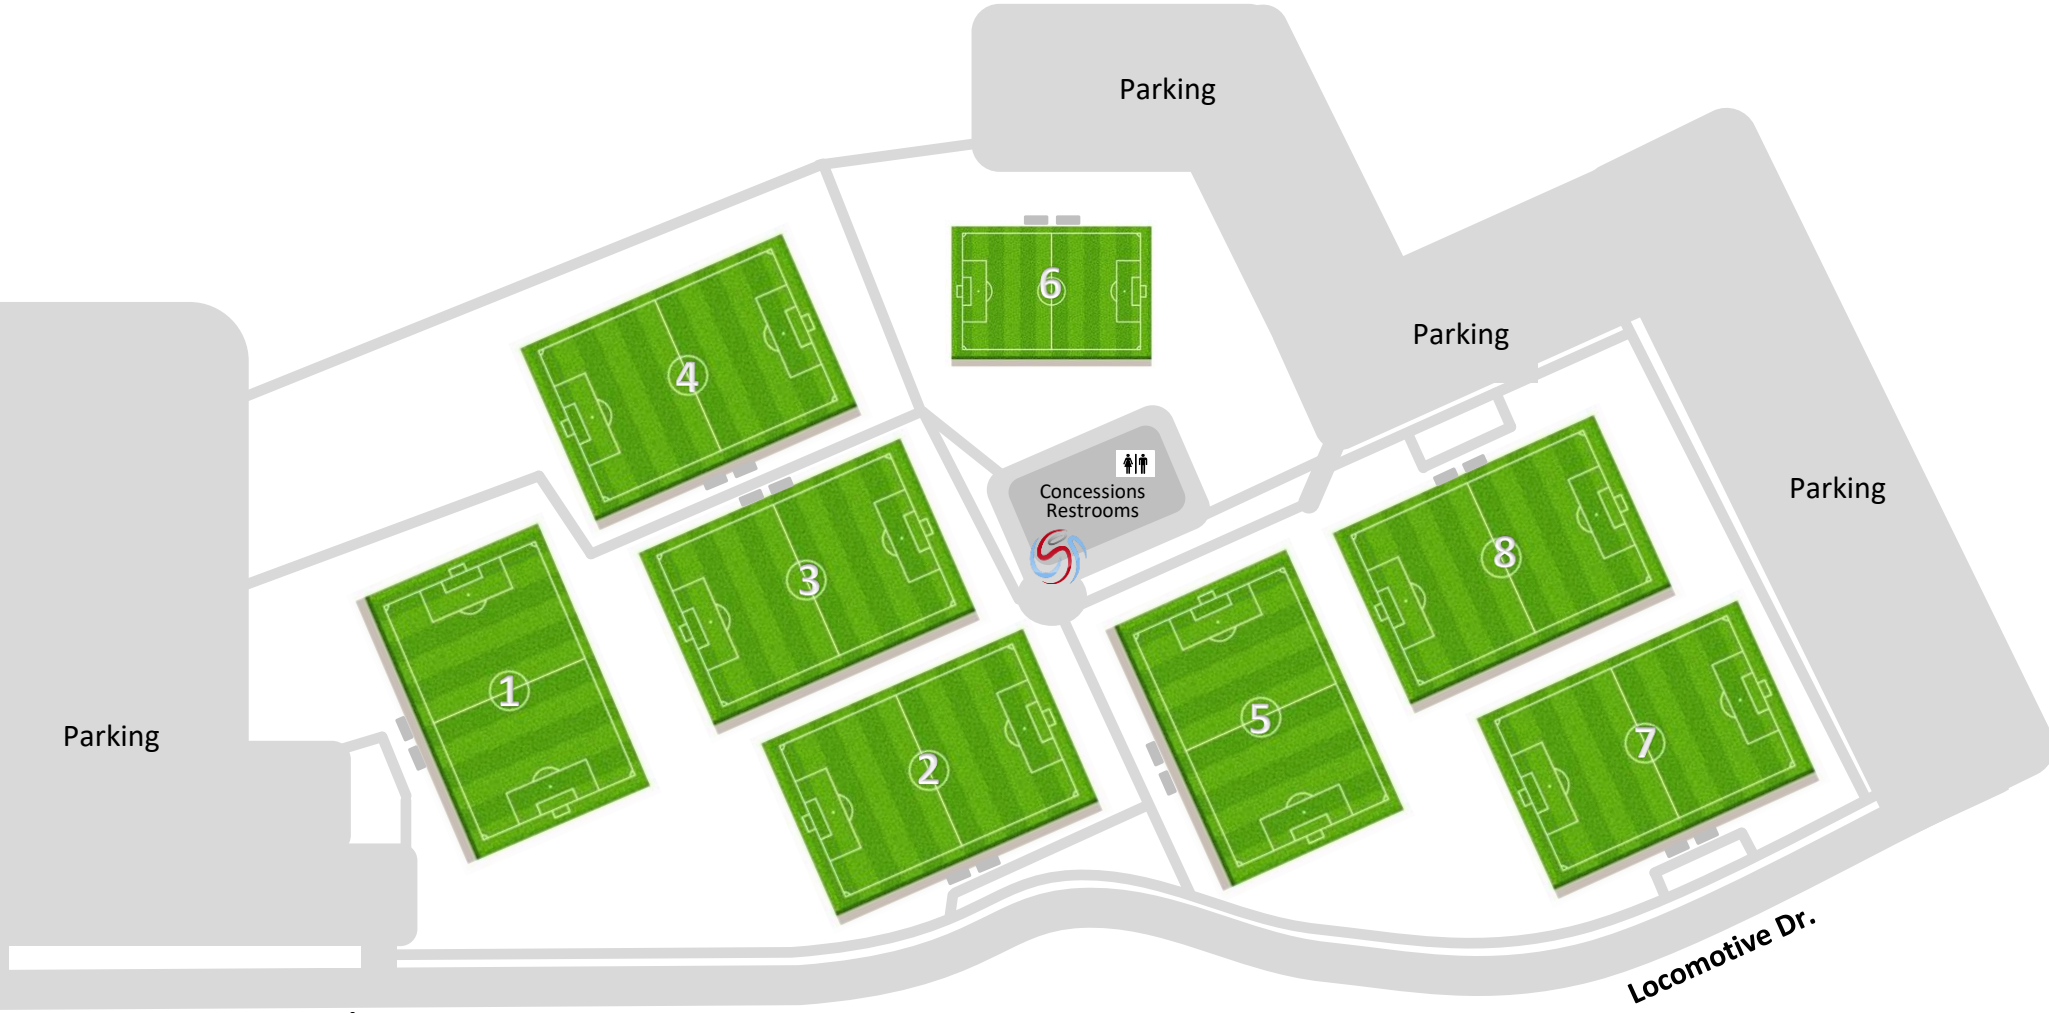 Parking
6
Parking
4
Concessions
Restrooms
Parking
3
8
1
5
Parking
2
7
Locomotive Dr.